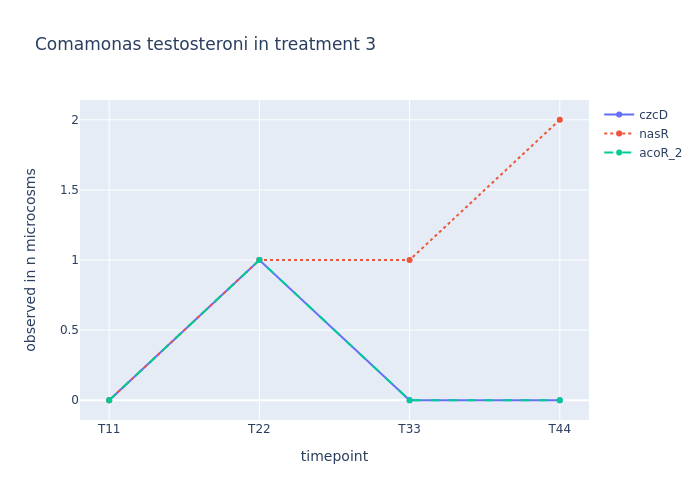 Comamonas testosteroni in treatment 3
czcD
nasR
acoR_2
observed in n microcosms
2
1.5
1
0.5
0
T11
T22
T33
T44
timepoint